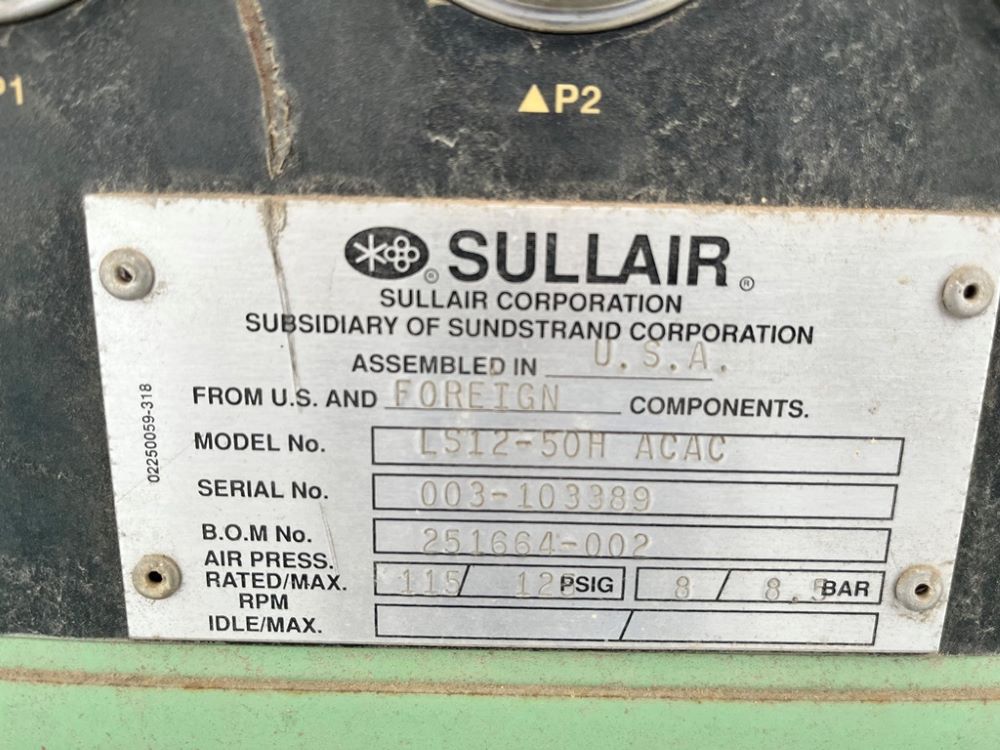 P1
▲P2
SULLAIR®
SULLAIR CORPORATION
SUBSIDIARY OF SUNDSTRAND CORPORATION
ASSEMBLED IN U.S.A.
FROM U.S. AND FOREIGN COMPONENTS.
MODEL No. LS12-50H ACAC
SERIAL No. 003-103389
B.O.M No. 251664-002
AIR PRESS.
RATED/MAX. 115/ 125 PSIG 8 / 8.5 BAR
RPM
IDLE/MAX. /
02250059-318